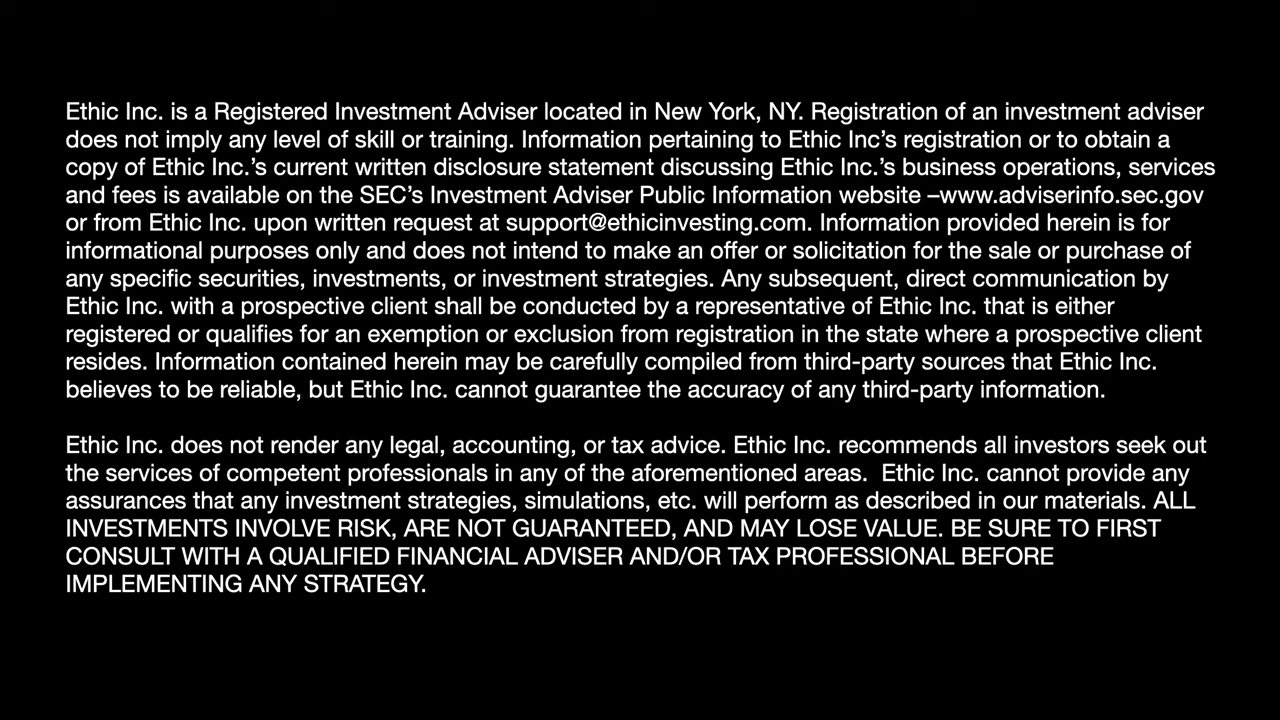 Ethic Inc. is a Registered Investment Adviser located in New York, NY. Registration of an investment adviser
does not imply any level of skill or training. Information pertaining to Ethic Inc’s registration or to obtain a
copy of Ethic Inc.’s current written disclosure statement discussing Ethic Inc.’s business operations, services
and fees is available on the SEC’s Investment Adviser Public Information website –www.adviserinfo.sec.gov
or from Ethic Inc. upon written request at support@ethicinvesting.com. Information provided herein is for
informational purposes only and does not intend to make an offer or solicitation for the sale or purchase of
any specific securities, investments, or investment strategies. Any subsequent, direct communication by
Ethic Inc. with a prospective client shall be conducted by a representative of Ethic Inc. that is either
registered or qualifies for an exemption or exclusion from registration in the state where a prospective client
resides. Information contained herein may be carefully compiled from third-party sources that Ethic Inc.
believes to be reliable, but Ethic Inc. cannot guarantee the accuracy of any third-party information.
Ethic Inc. does not render any legal, accounting, or tax advice. Ethic Inc. recommends all investors seek out
the services of competent professionals in any of the aforementioned areas.  Ethic Inc. cannot provide any
assurances that any investment strategies, simulations, etc. will perform as described in our materials. ALL
INVESTMENTS INVOLVE RISK, ARE NOT GUARANTEED, AND MAY LOSE VALUE. BE SURE TO FIRST
CONSULT WITH A QUALIFIED FINANCIAL ADVISER AND/OR TAX PROFESSIONAL BEFORE
IMPLEMENTING ANY STRATEGY.